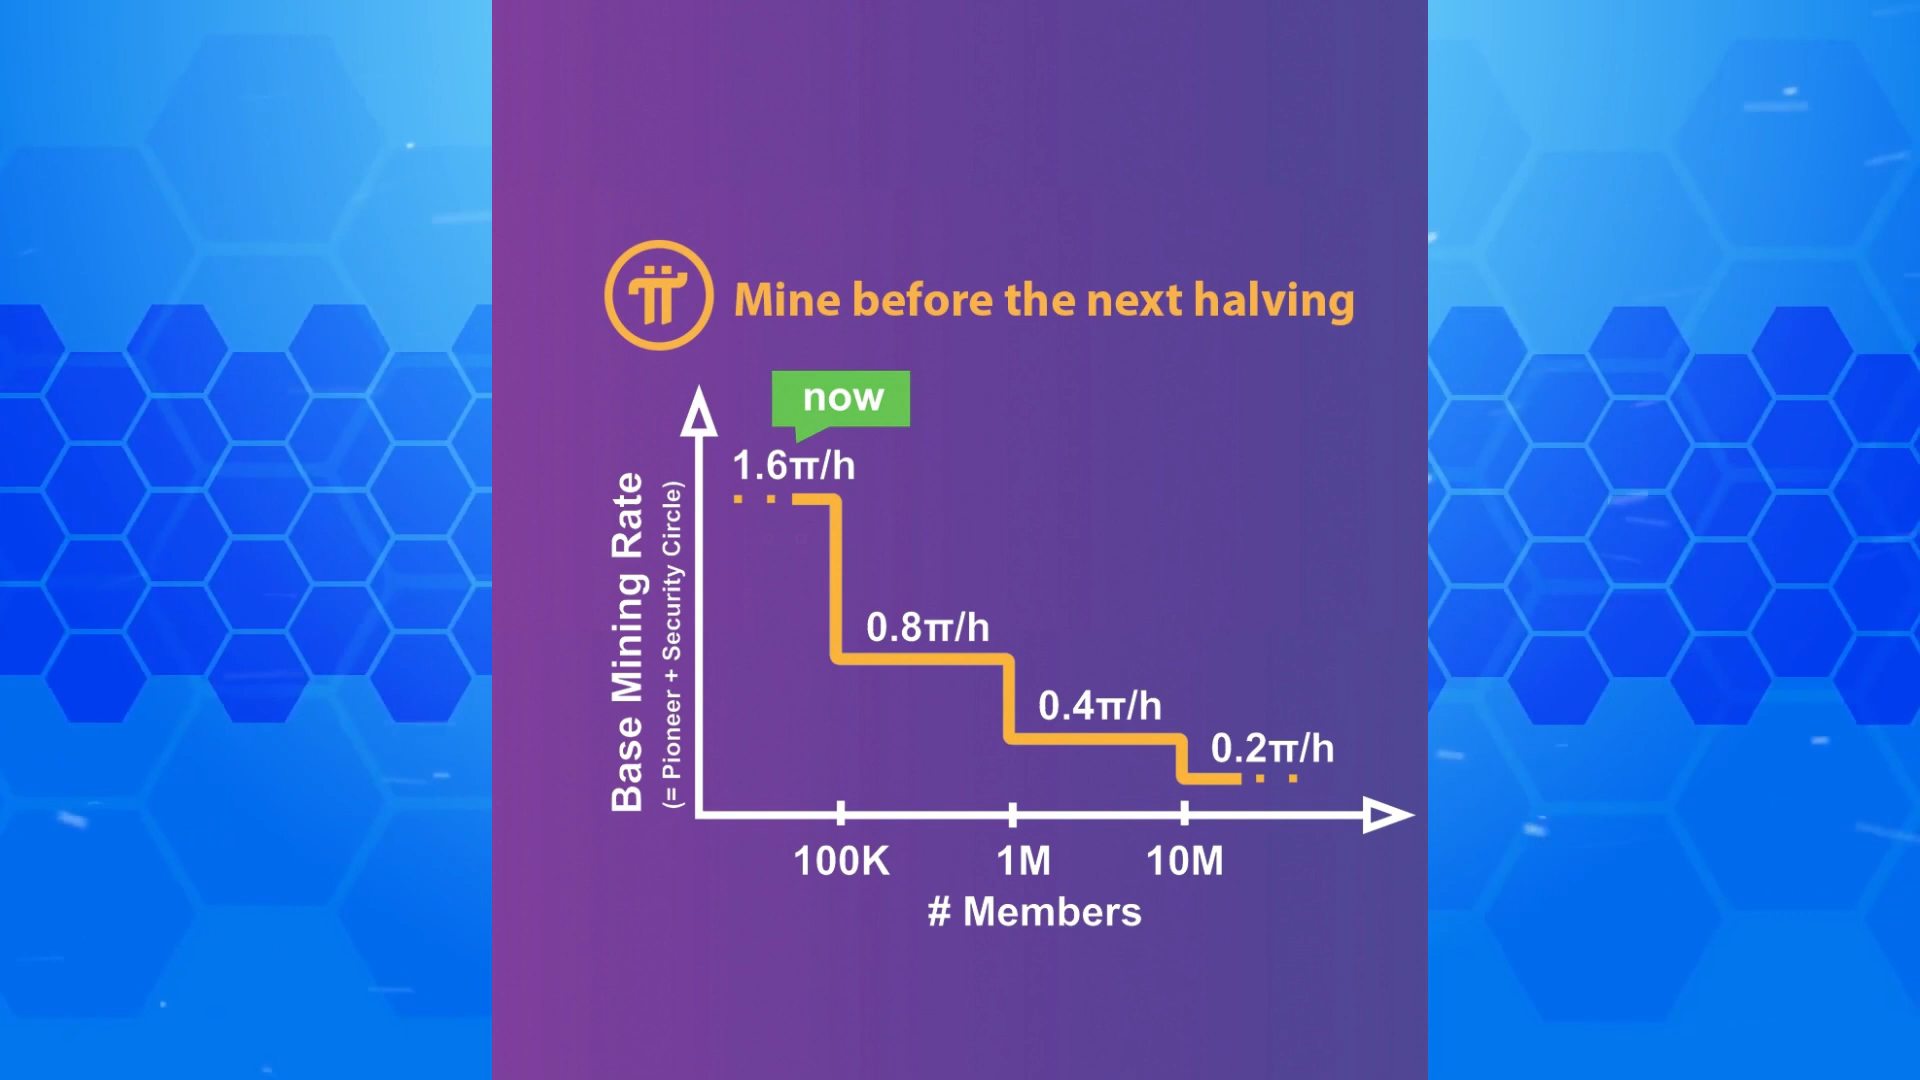 Mine before the next halving
now
1.6π/h
0.8π/h
0.4π/h
0.2π/h
Base Mining Rate
(= Pioneer + Security Circle)
100K 1M 10M
# Members